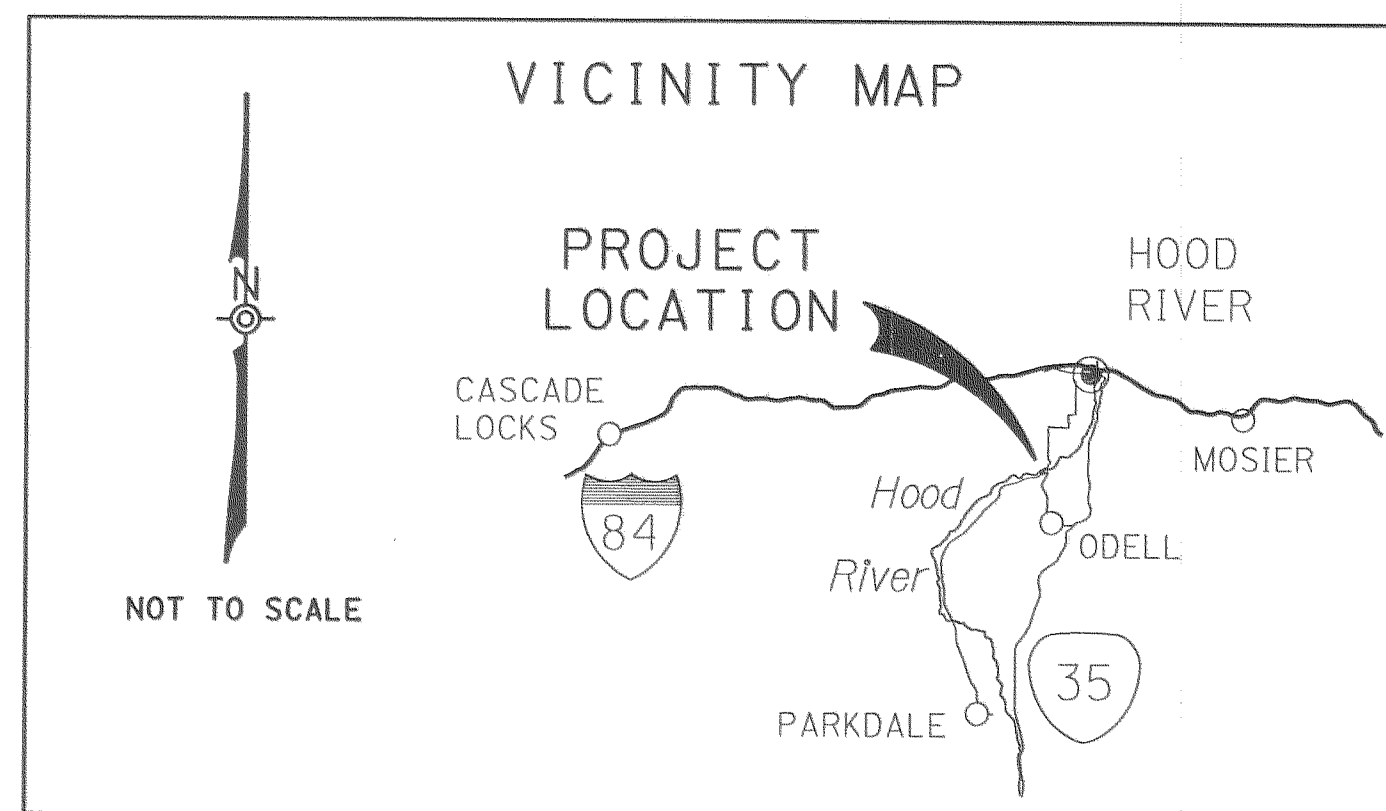 VICINITY MAP
PROJECT
LOCATION
HOOD
RIVER
N
CASCADE
LOCKS
MOSIER
84
Hood
River
ODELL
NOT TO SCALE
35
PARKDALE